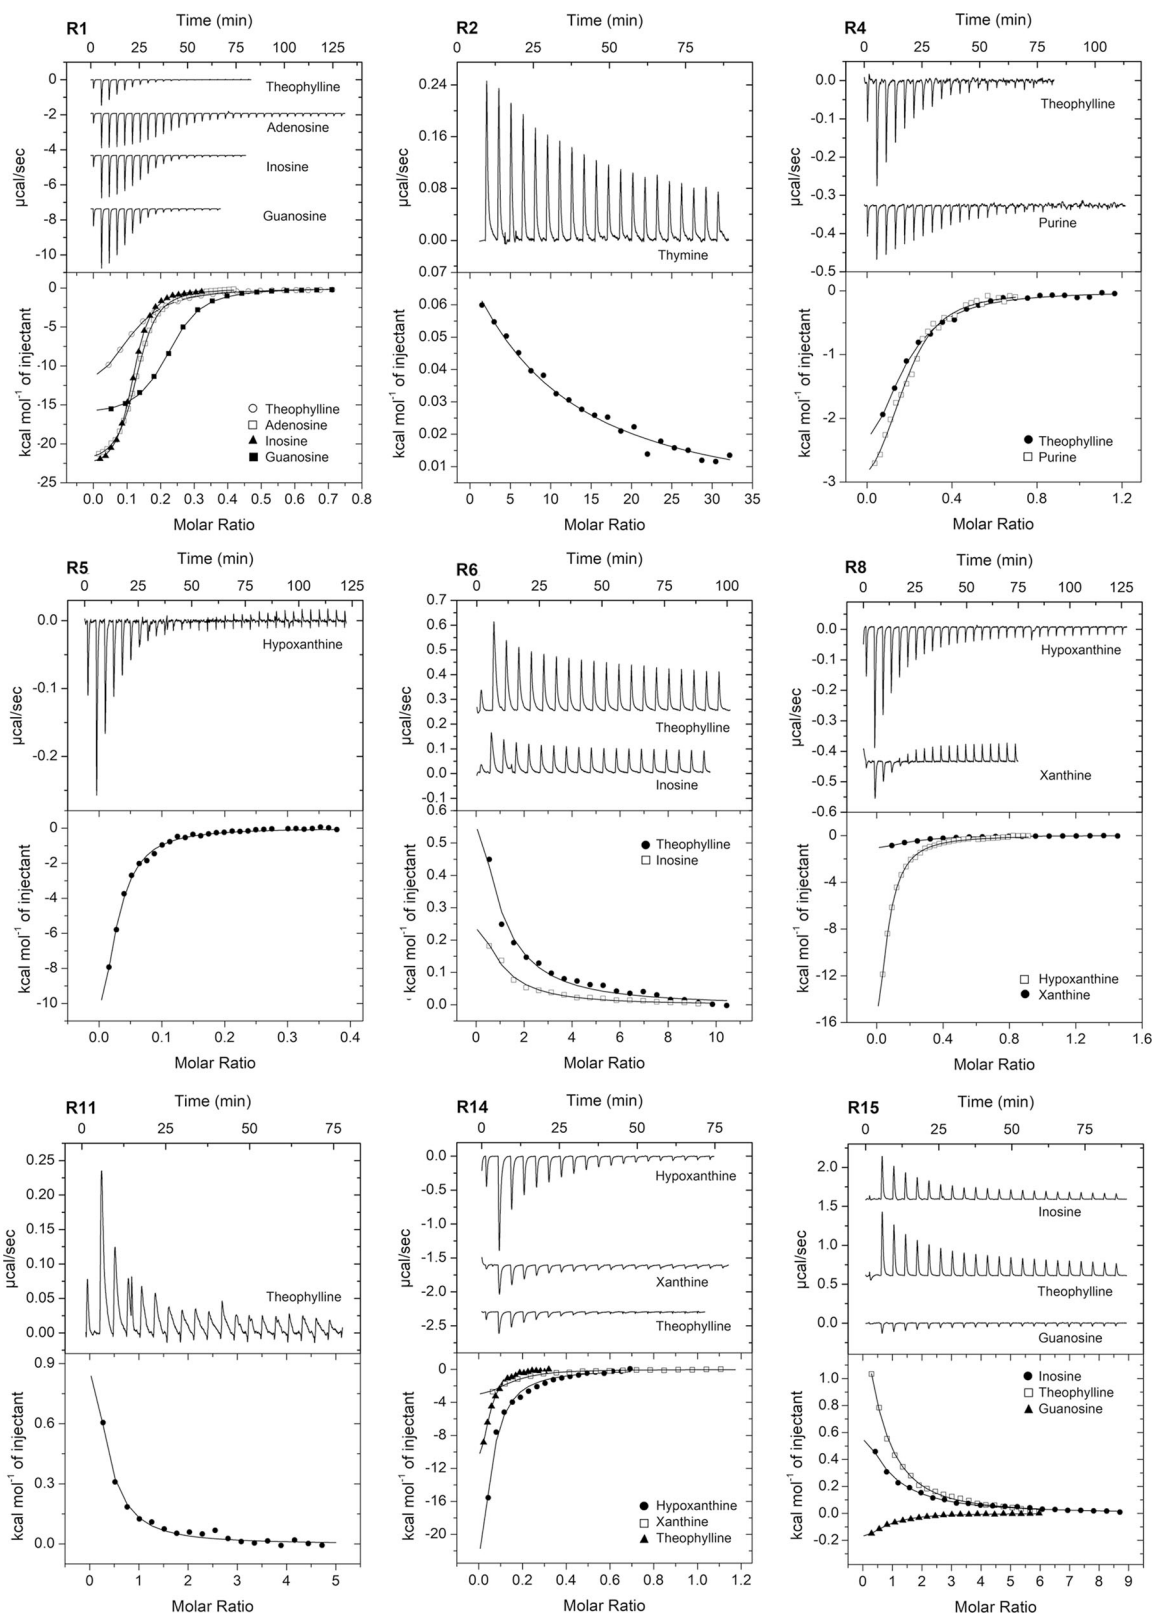 R1
Time (min)
0 25 50 75 100 125
0
-2
-4
-6
-8
-10
µcal/sec
Theophylline
Adenosine
Inosine
Guanosine
0
-5
-10
-15
-20
-25
kcal mol⁻¹ of injectant
Theophylline
Adenosine
Inosine
Guanosine
0.0 0.1 0.2 0.3 0.4 0.5 0.6 0.7 0.8
Molar Ratio
R2
Time (min)
0 25 50 75
0.24
0.16
0.08
0.00
µcal/sec
Thymine
0.07
0.06
0.05
0.04
0.03
0.02
0.01
kcal mol⁻¹ of injectant
0 5 10 15 20 25 30 35
Molar Ratio
R4
Time (min)
0 25 50 75 100
0.0
-0.1
-0.2
-0.3
-0.4
-0.5
µcal/sec
Theophylline
Purine
0
-1
-2
-3
kcal mol⁻¹ of injectant
Theophylline
Purine
0.0 0.4 0.8 1.2
Molar Ratio
R5
Time (min)
0 25 50 75 100 125
0.0
-0.1
-0.2
µcal/sec
Hypoxanthine
0
-2
-4
-6
-8
-10
kcal mol⁻¹ of injectant
0.0 0.1 0.2 0.3 0.4
Molar Ratio
R6
Time (min)
0 25 50 75 100
0.7
0.6
0.5
0.4
0.3
0.2
0.1
0.0
-0.1
µcal/sec
Theophylline
Inosine
0.6
0.5
0.4
0.3
0.2
0.1
0.0
kcal mol⁻¹ of injectant
Theophylline
Inosine
0 2 4 6 8 10
Molar Ratio
R8
Time (min)
0 25 50 75 100 125
0.0
-0.1
-0.2
-0.3
-0.4
-0.5
-0.6
µcal/sec
Hypoxanthine
Xanthine
0
-4
-8
-12
-16
kcal mol⁻¹ of injectant
Hypoxanthine
Xanthine
0.0 0.4 0.8 1.2 1.6
Molar Ratio
R11
Time (min)
0 25 50 75
0.25
0.20
0.15
0.10
0.05
0.00
µcal/sec
Theophylline
0.9
0.6
0.3
0.0
kcal mol⁻¹ of injectant
0 1 2 3 4 5
Molar Ratio
R14
Time (min)
0 25 50 75
0.0
-0.5
-1.0
-1.5
-2.0
-2.5
µcal/sec
Hypoxanthine
Xanthine
Theophylline
0
-4
-8
-12
-16
-20
kcal mol⁻¹ of injectant
Hypoxanthine
Xanthine
Theophylline
0.0 0.2 0.4 0.6 0.8 1.0 1.2
Molar Ratio
R15
Time (min)
0 25 50 75
2.0
1.5
1.0
0.5
0.0
µcal/sec
Inosine
Theophylline
Guanosine
1.0
0.8
0.6
0.4
0.2
0.0
-0.2
kcal mol⁻¹ of injectant
Inosine
Theophylline
Guanosine
0 1 2 3 4 5 6 7 8 9
Molar Ratio